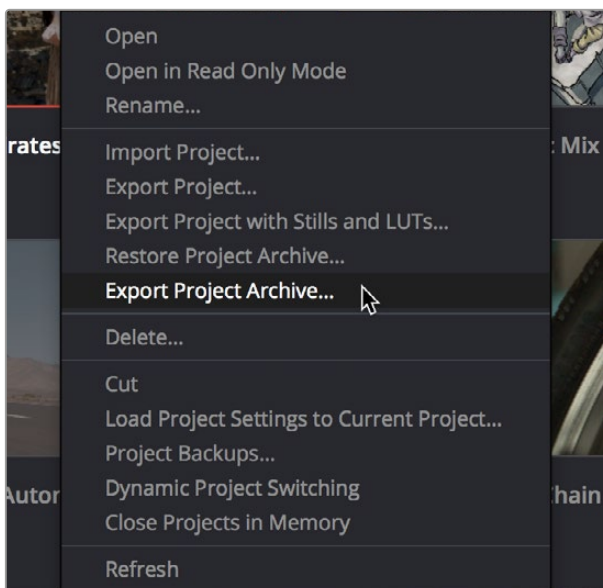 Open
Open in Read Only Mode
Rename...
rates
Import Project...
: Mix
Export Project...
Export Project with Stills and LUTs...
Restore Project Archive...
Export Project Archive...
Delete...
Cut
Load Project Settings to Current Project...
Project Backups...
Autor
Dynamic Project Switching
Chain
Close Projects in Memory
Refresh